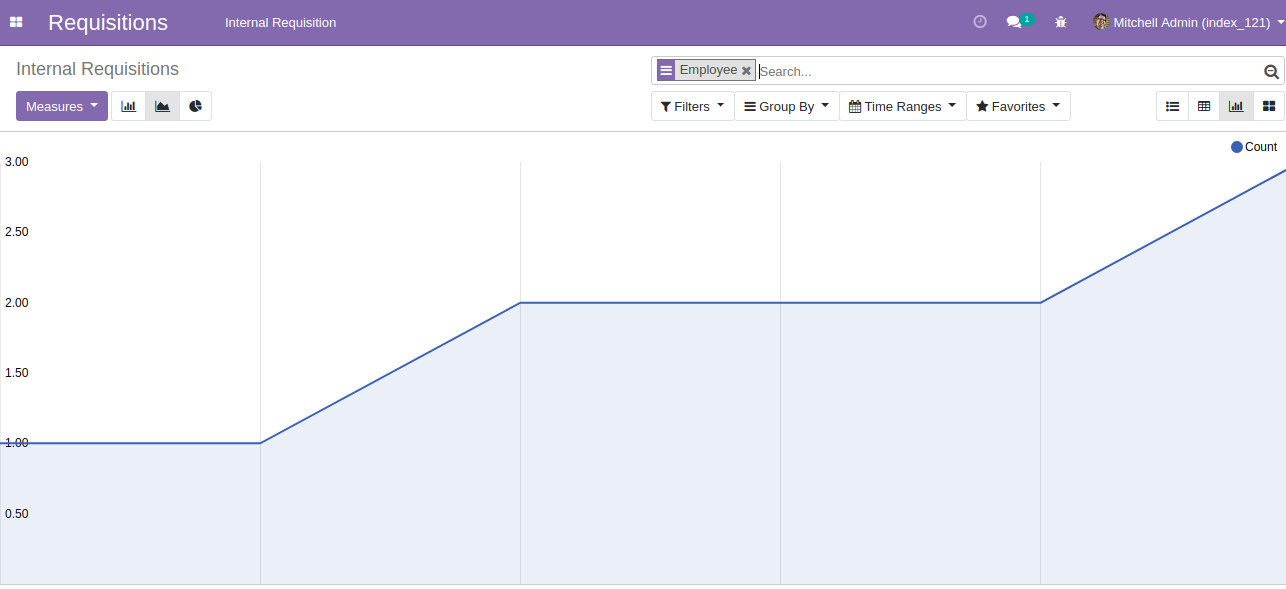 Requisitions Internal Requisition 1 Mitchell Admin (index_121)
Internal Requisitions Employee Search...
Measures Filters Group By Time Ranges Favorites
Count
3.00
2.50
2.00
1.50
1.00
0.50